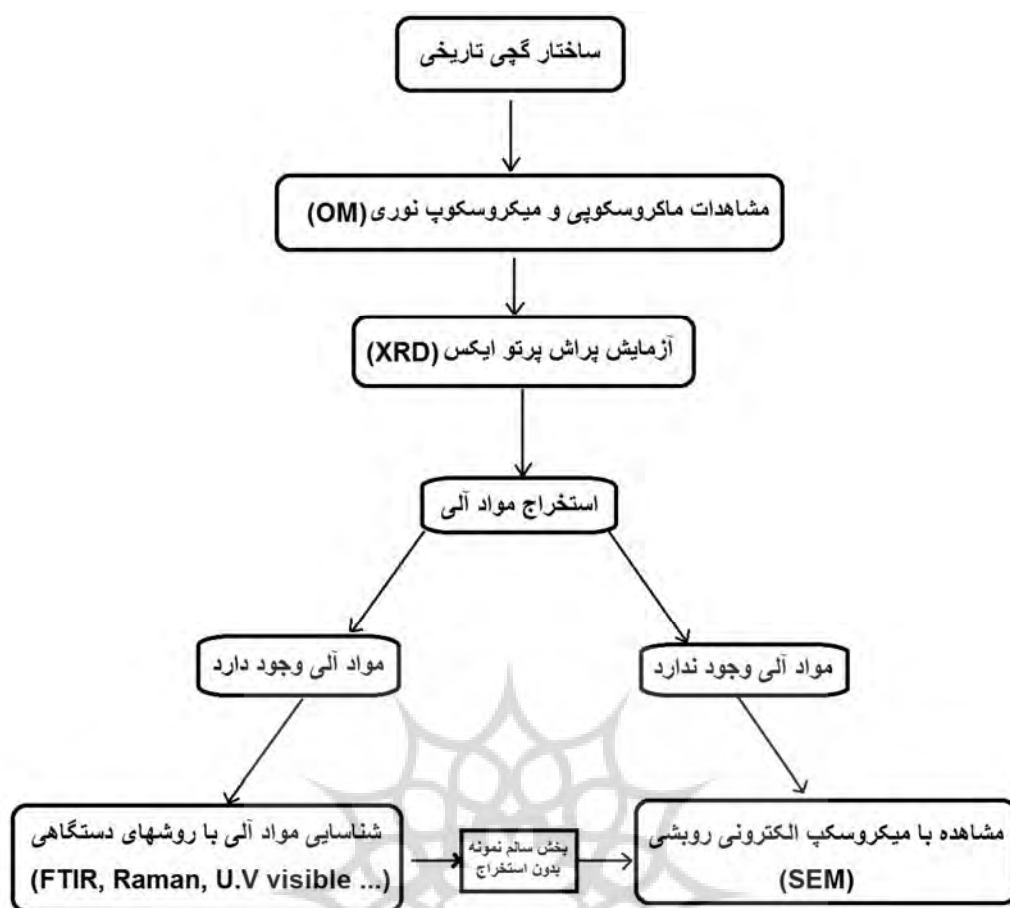 ساختار گچی تاریخی
مشاهدات ماکروسکوپی و میکروسکوپ نوری (OM)
آزمایش پراش پرتو ایکس (XRD)
استخراج مواد آلی
مواد آلی وجود ندارد
مواد آلی وجود دارد
شناسایی مواد آلی با روشهای دستگاهی
(FTIR, Raman, U.V visible ...)
بخش سالم نمونه
بدون استخراج
مشاهده با میکروسکپ الکترونی روبشی
(SEM)